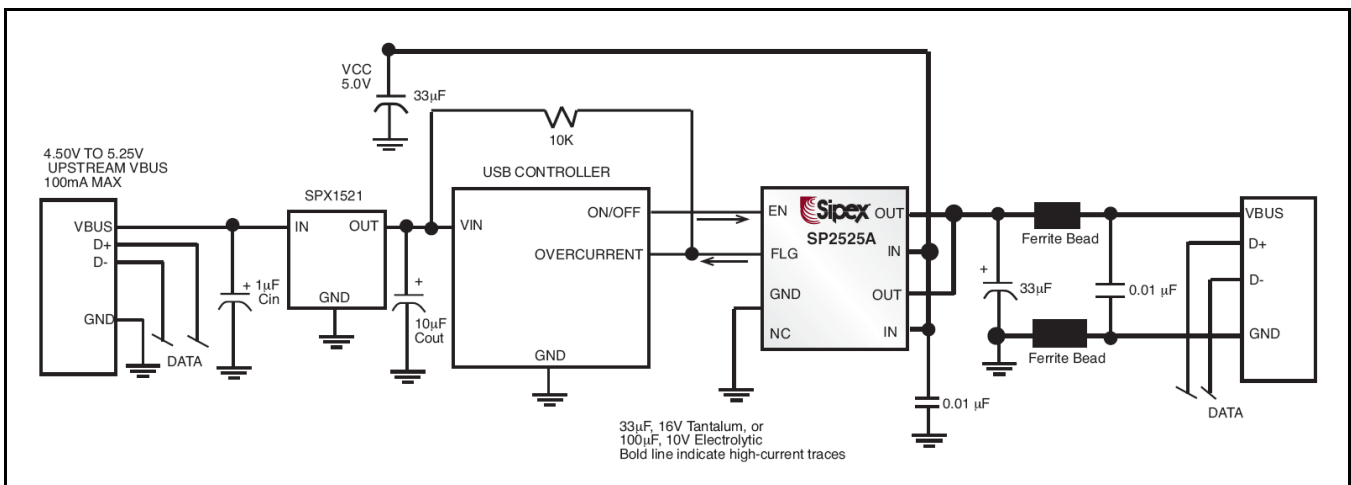 VCC
5.0V
33µF
10K
4.50V TO 5.25V
UPSTREAM VBUS
100mA MAX
VBUS
D+
D-
GND
DATA
+ 1µF
Cin
SPX1521
IN
OUT
GND
+
10µF
Cout
USB CONTROLLER
VIN
ON/OFF
OVERCURRENT
GND
Sipex
SP2525A
EN
FLG
GND
NC
OUT
IN
OUT
IN
0.01 µF
+
33µF
Ferrite Bead
Ferrite Bead
0.01 µF
VBUS
D+
D-
GND
DATA
33µF, 16V Tantalum, or
100µF, 10V Electrolytic
Bold line indicate high-current traces